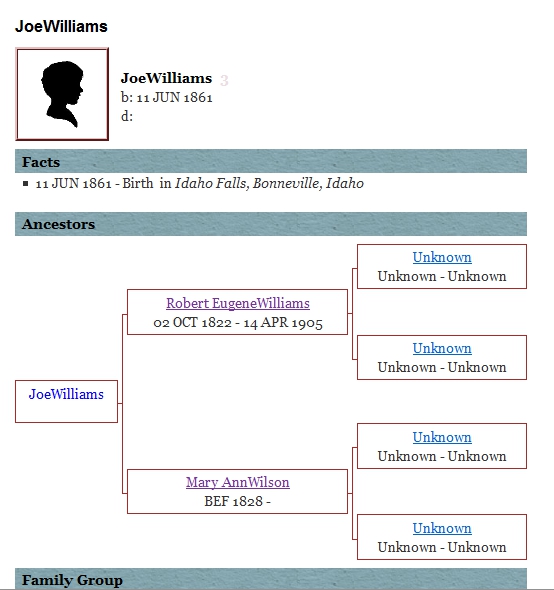 JoeWilliams
JoeWilliams 3
b: 11 JUN 1861
d:
Facts
11 JUN 1861 - Birth in Idaho Falls, Bonneville, Idaho
Ancestors
Unknown
Unknown - Unknown
Robert EugeneWilliams
02 OCT 1822 - 14 APR 1905
Unknown
Unknown - Unknown
JoeWilliams
Unknown
Unknown - Unknown
Mary AnnWilson
BEF 1828 -
Unknown
Unknown - Unknown
Family Group